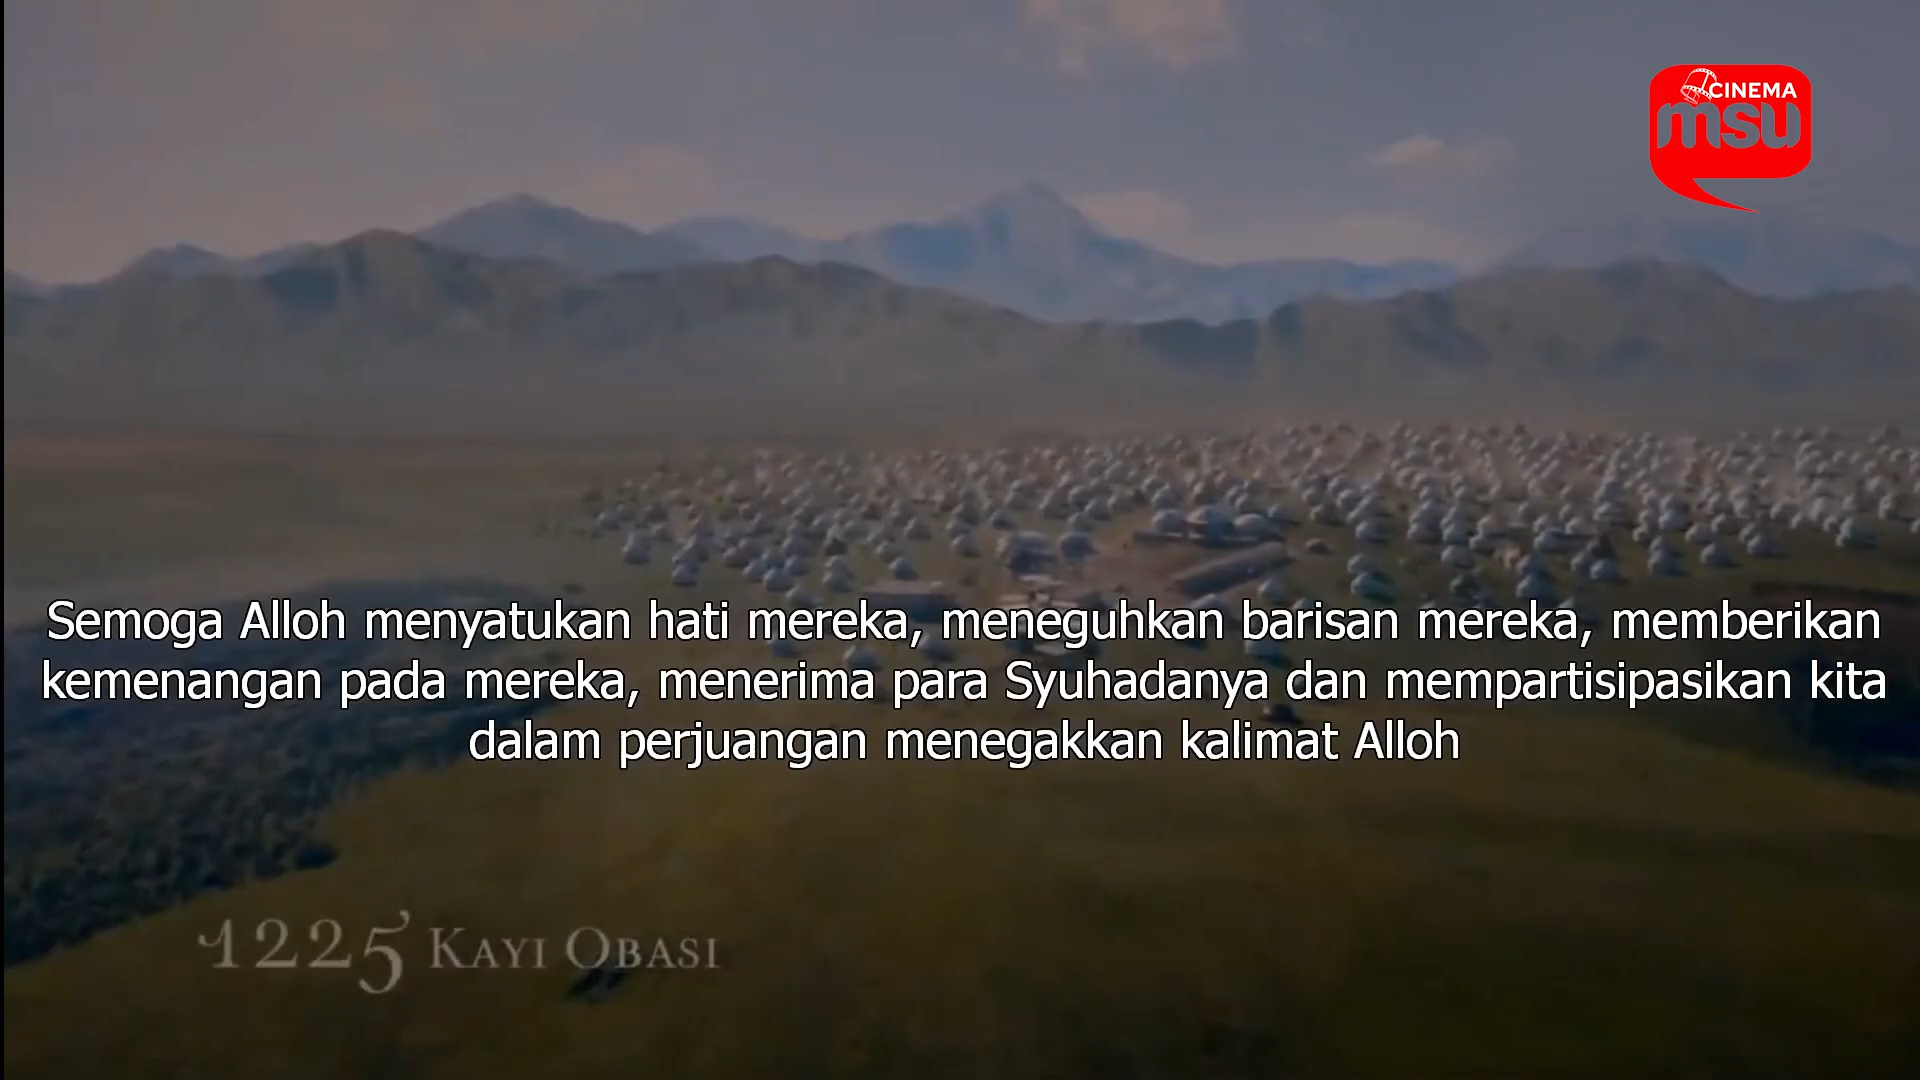 CINEMA
msu
Semoga Alloh menyatukan hati mereka, meneguhkan barisan mereka, memberikan
kemenangan pada mereka, menerima para Syuhadanya dan mempartisipasikan kita
dalam perjuangan menegakkan kalimat Alloh
1225 KAYI OBASI